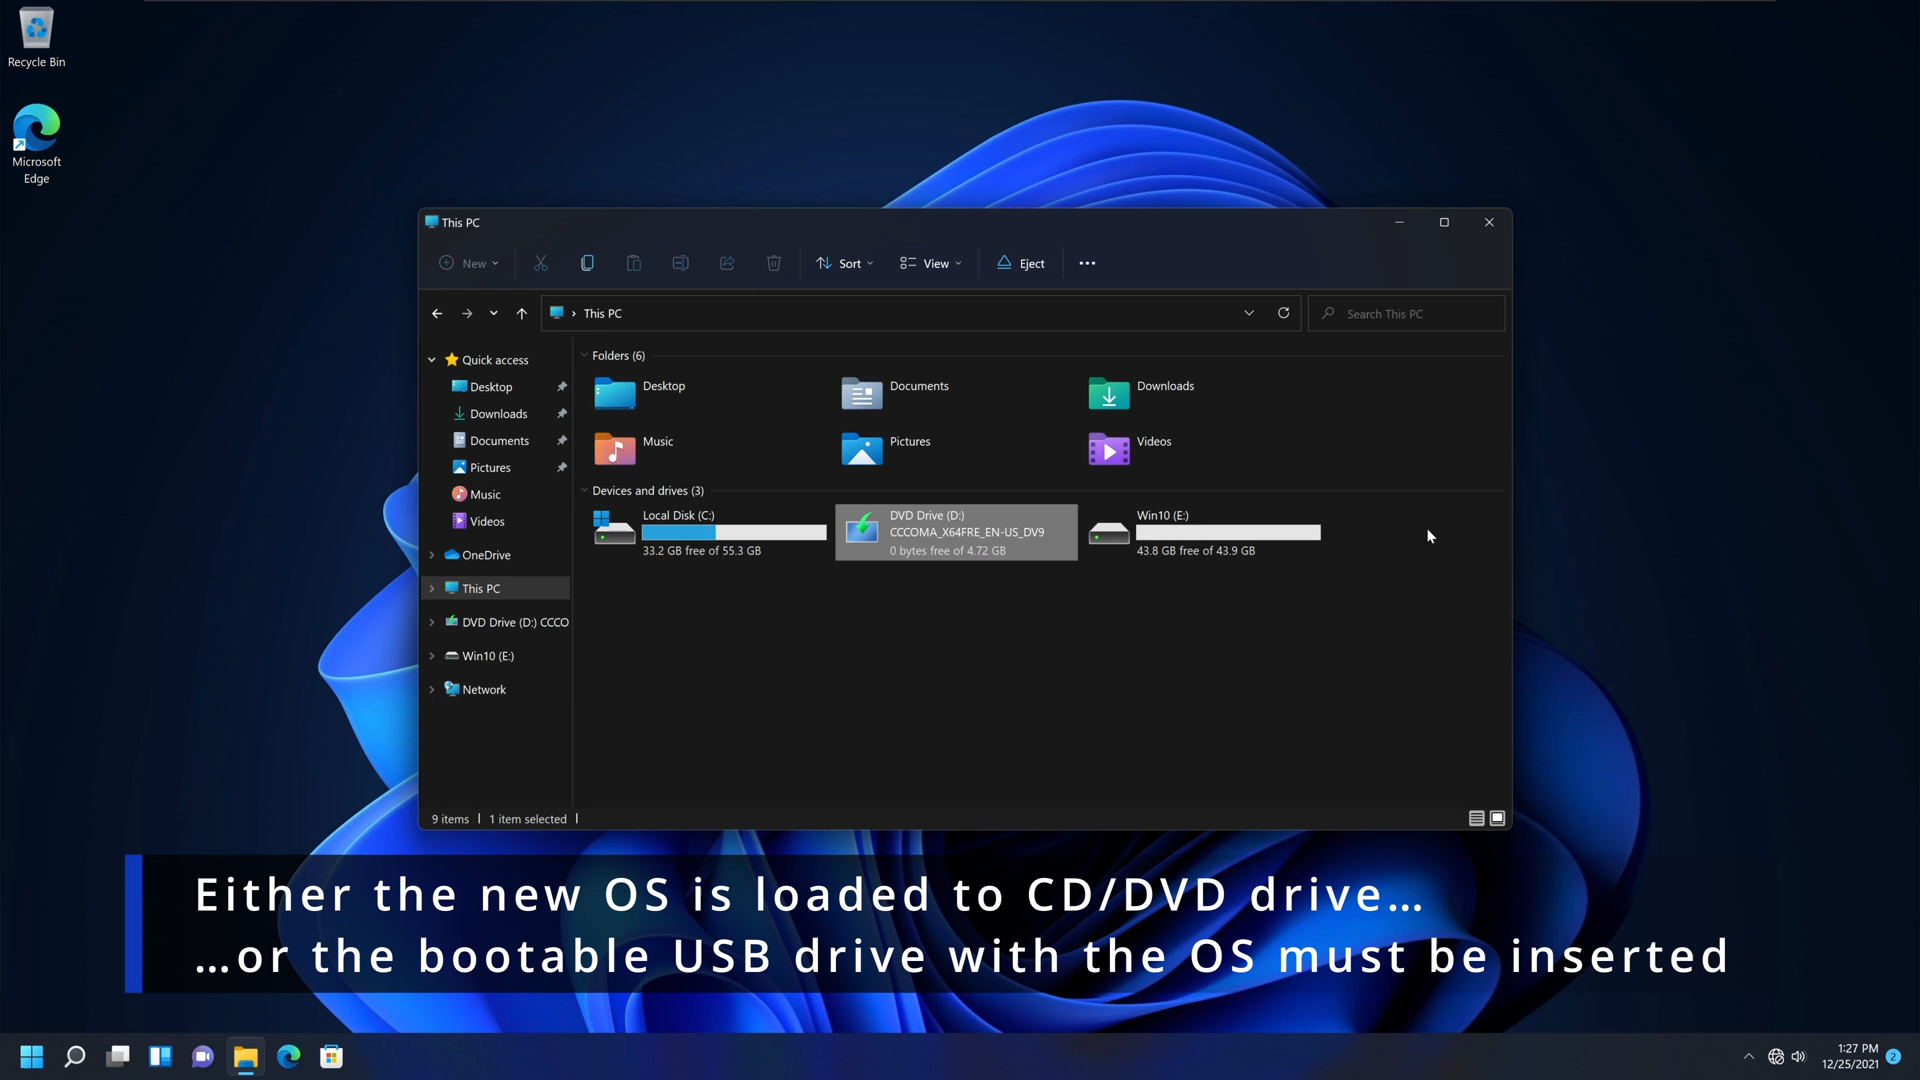 Recycle Bin
Microsoft
Edge
This PC
New
Sort
View
Eject
This PC
Search This PC
Quick access
Desktop
Downloads
Documents
Pictures
Music
Videos
OneDrive
This PC
DVD Drive (D:) CCCO
Win10 (E:)
Network
Folders (6)
Desktop
Documents
Downloads
Music
Pictures
Videos
Devices and drives (3)
Local Disk (C:)
33.2 GB free of 55.3 GB
DVD Drive (D:)
CCCOMA_X64FRE_EN-US_DV9
0 bytes free of 4.72 GB
Win10 (E:)
43.8 GB free of 43.9 GB
9 items
1 item selected
Either the new OS is loaded to CD/DVD drive...
...or the bootable USB drive with the OS must be inserted
1:27 PM
12/25/2021
2